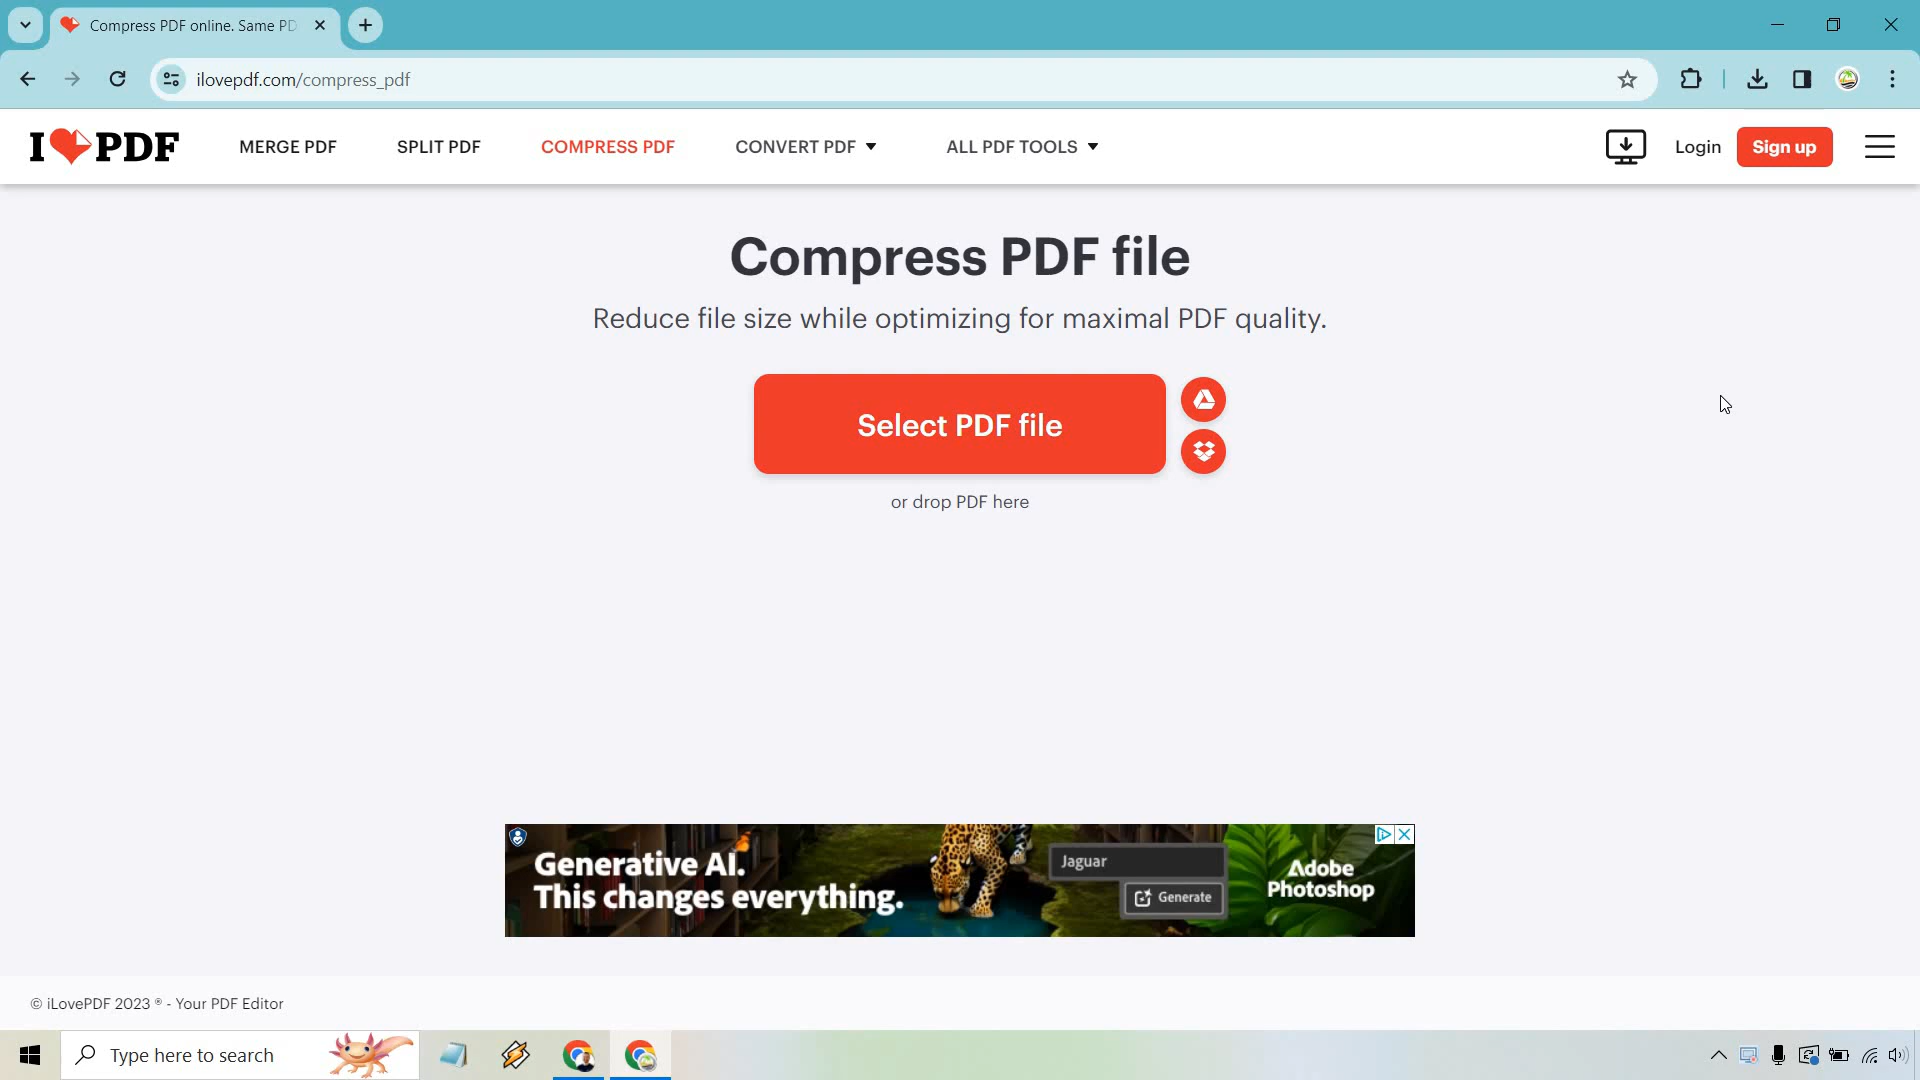 Compress PDF online. Same PD
ilovepdf.com/compress_pdf
I PDF
MERGE PDF
SPLIT PDF
COMPRESS PDF
CONVERT PDF
ALL PDF TOOLS
Login
Sign up
Compress PDF file
Reduce file size while optimizing for maximal PDF quality.
Select PDF file
or drop PDF here
Generative AI.
This changes everything.
Jaguar
Generate
Adobe
Photoshop
© iLovePDF 2023 ® - Your PDF Editor
Type here to search